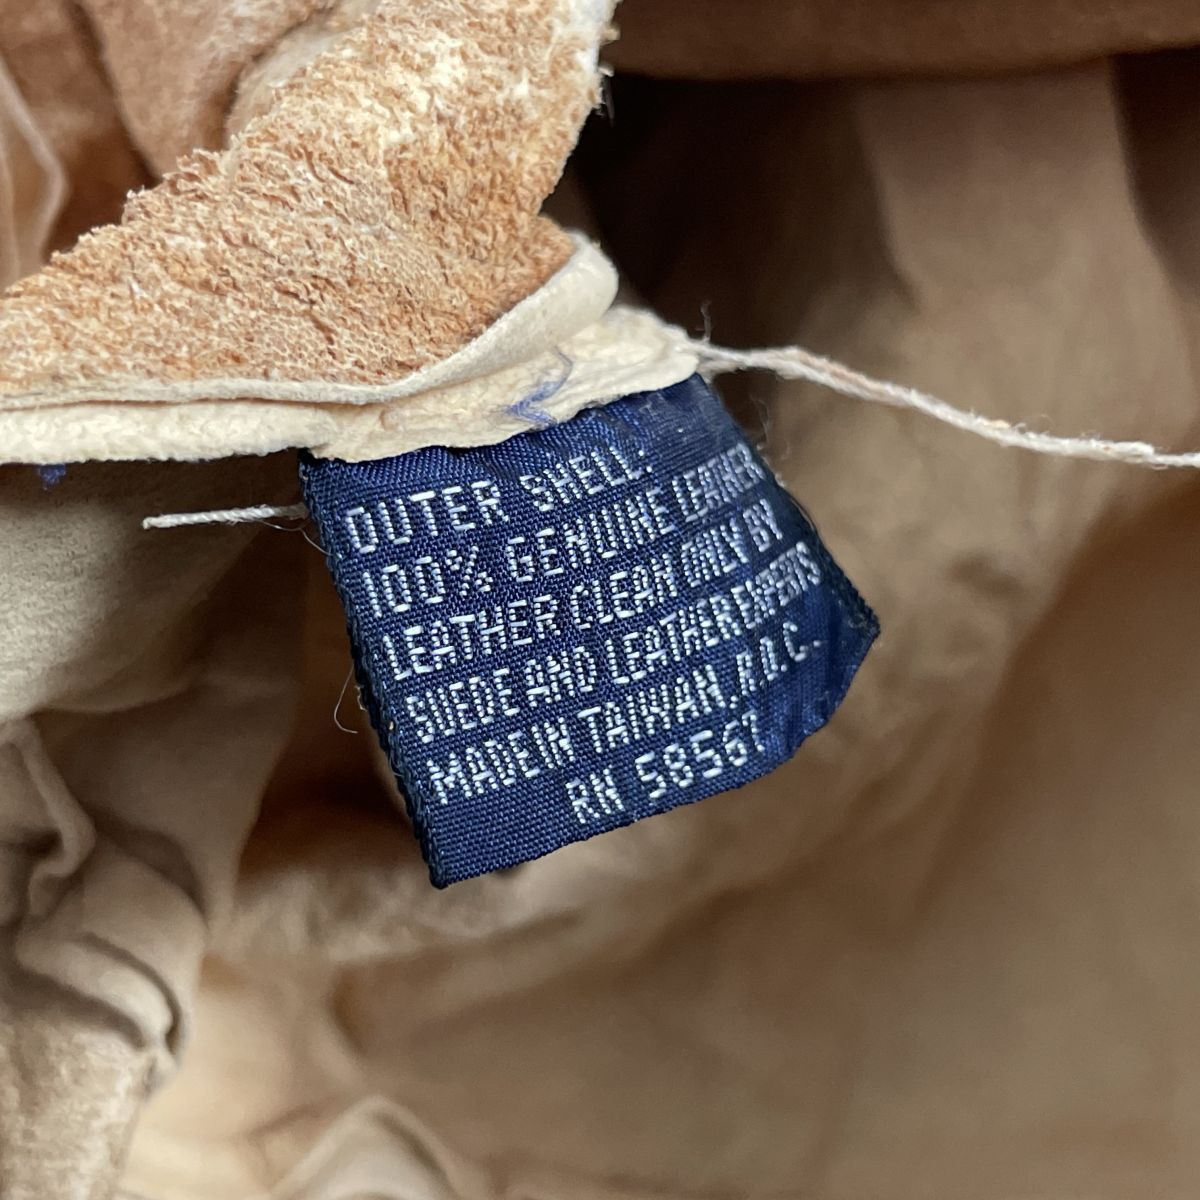 OUTER SHELL:
100% GENUINE LEATHER
LEATHER CLEAN ONLY BY
SUEDE AND LEATHER EXPERTS
MADE IN TAIWAN, R.O.C.
RN 58567